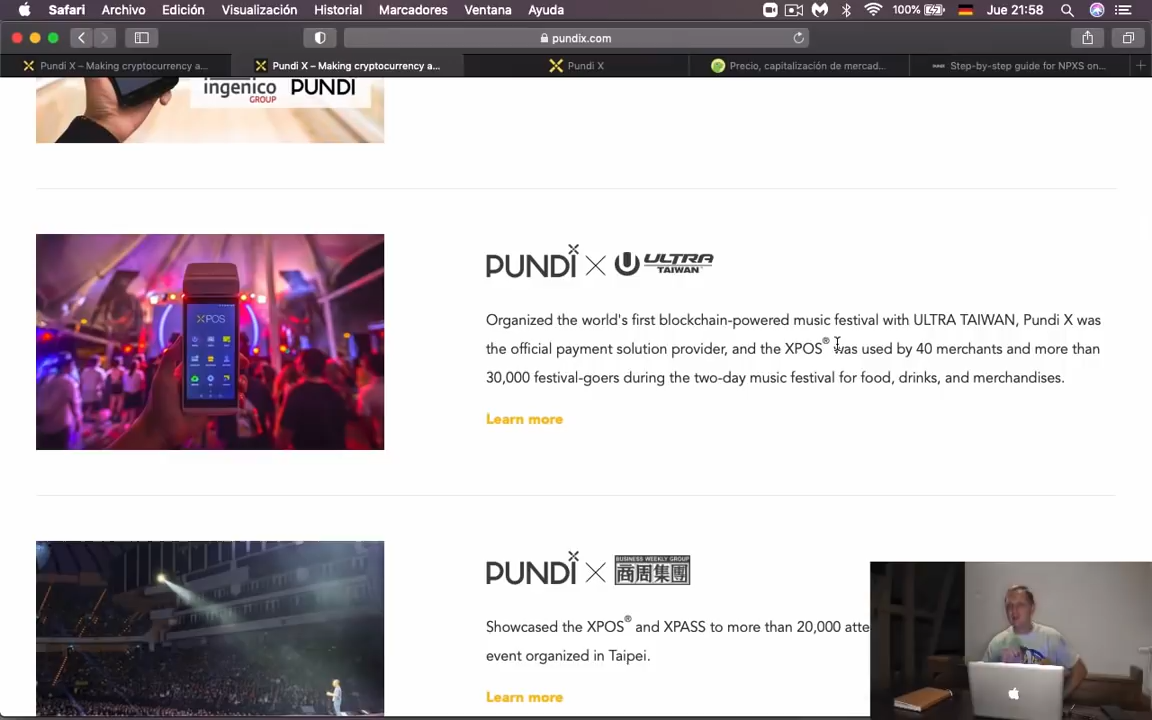 Safari Archivo Edición Visualización Historial Marcadores Ventana Ayuda 100% Jue 21:58
pundix.com
Pundi X – Making cryptocurrency a... Pundi X – Making cryptocurrency a... Pundi X Precio, capitalización de mercad... Step-by-step guide for NPXS on...
ingenico
GROUP
PUNDI
XPOS
PUNDI X ULTRA
TAIWAN
Organized the world's first blockchain-powered music festival with ULTRA TAIWAN, Pundi X was
the official payment solution provider, and the XPOS® was used by 40 merchants and more than
30,000 festival-goers during the two-day music festival for food, drinks, and merchandises.
Learn more
PUNDI X BUSINESS WEEKLY GROUP
商周集團
Showcased the XPOS® and XPASS to more than 20,000 atte
event organized in Taipei.
Learn more